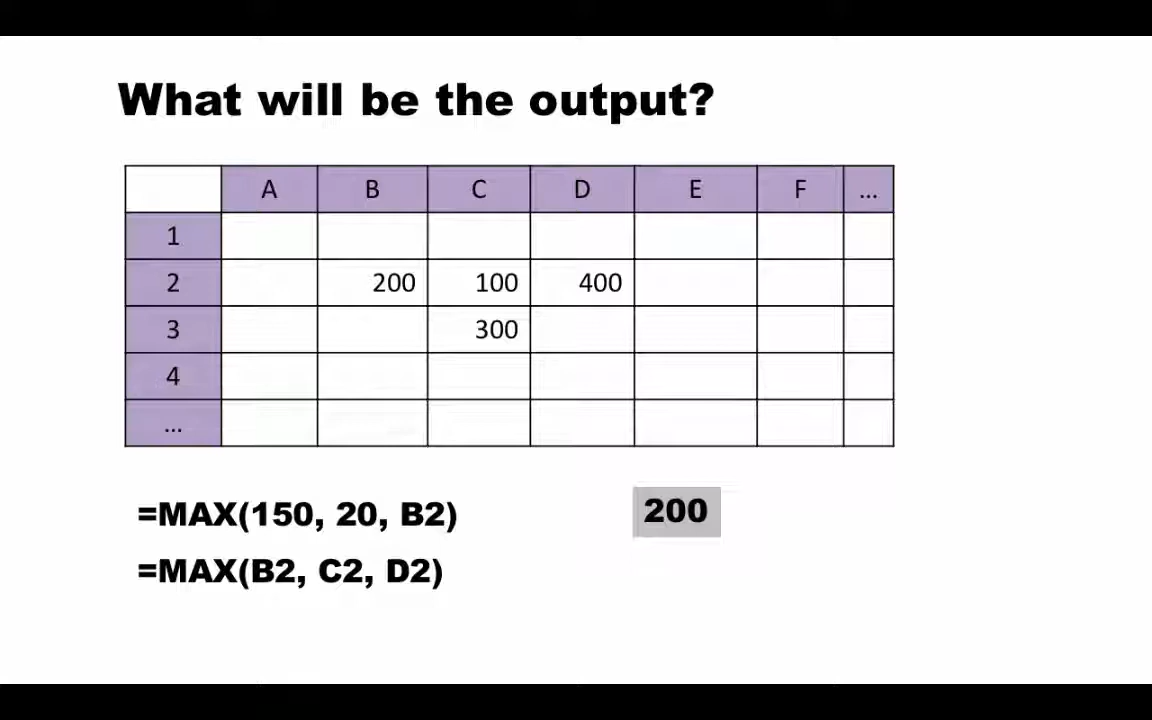 What will be the output?
A B C D E F ...
1
2 200 100 400
3 300
4
...
=MAX(150, 20, B2) 200
=MAX(B2, C2, D2)